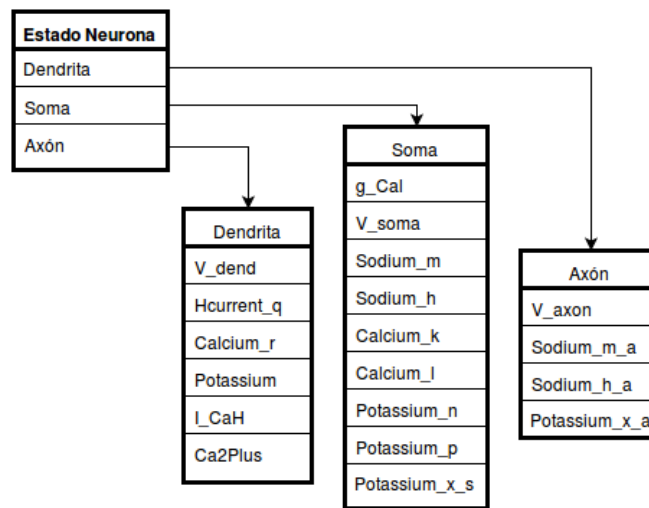 Estado Neurona
Dendrita
Soma
Axón
Dendrita
V_dend
Hcurrent_q
Calcium_r
Potassium
I_CaH
Ca2Plus
Soma
g_Cal
V_soma
Sodium_m
Sodium_h
Calcium_k
Calcium_l
Potassium_n
Potassium_p
Potassium_x_s
Axón
V_axon
Sodium_m_a
Sodium_h_a
Potassium_x_a